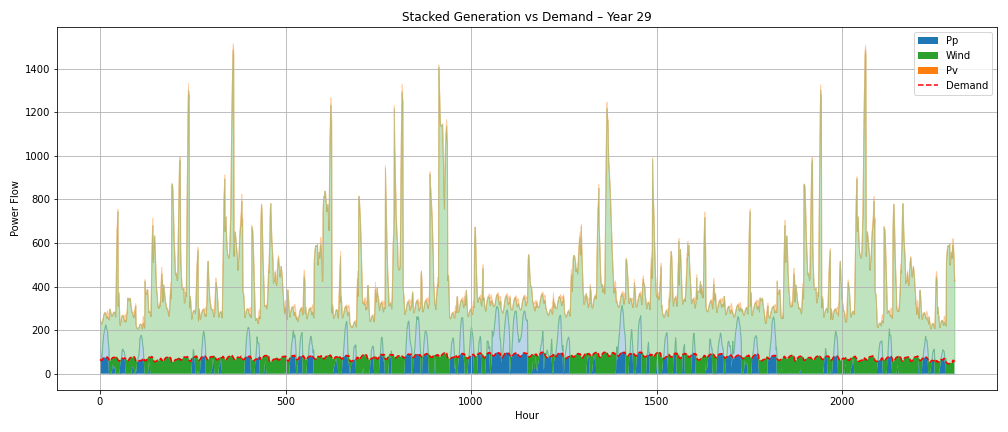 Stacked Generation vs Demand – Year 29
Pp
Wind
Pv
Demand
Power Flow
1400
1200
1000
800
600
400
200
0
0
500
1000
1500
2000
Hour